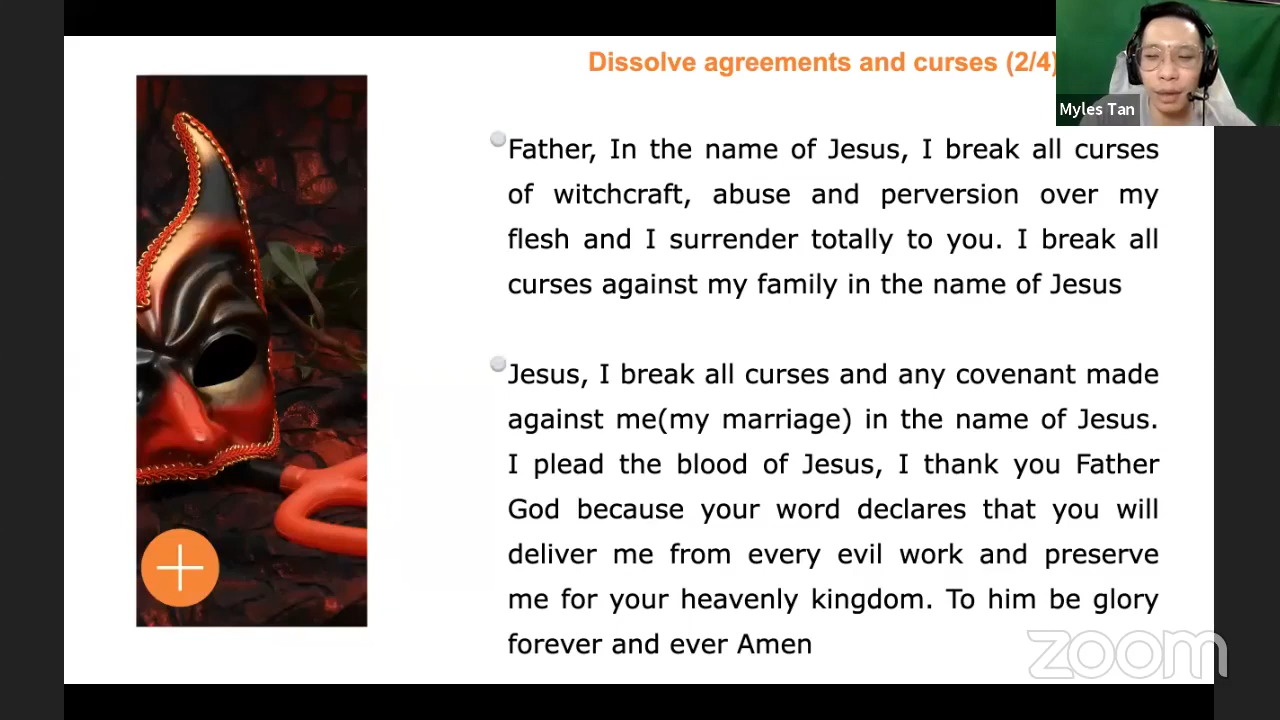 Dissolve agreements and curses (2/4)
Myles Tan
Father, In the name of Jesus, I break all curses
of witchcraft, abuse and perversion over my
flesh and I surrender totally to you. I break all
curses against my family in the name of Jesus
Jesus, I break all curses and any covenant made
against me(my marriage) in the name of Jesus.
I plead the blood of Jesus, I thank you Father
God because your word declares that you will
deliver me from every evil work and preserve
me for your heavenly kingdom. To him be glory
forever and ever Amen
zoom